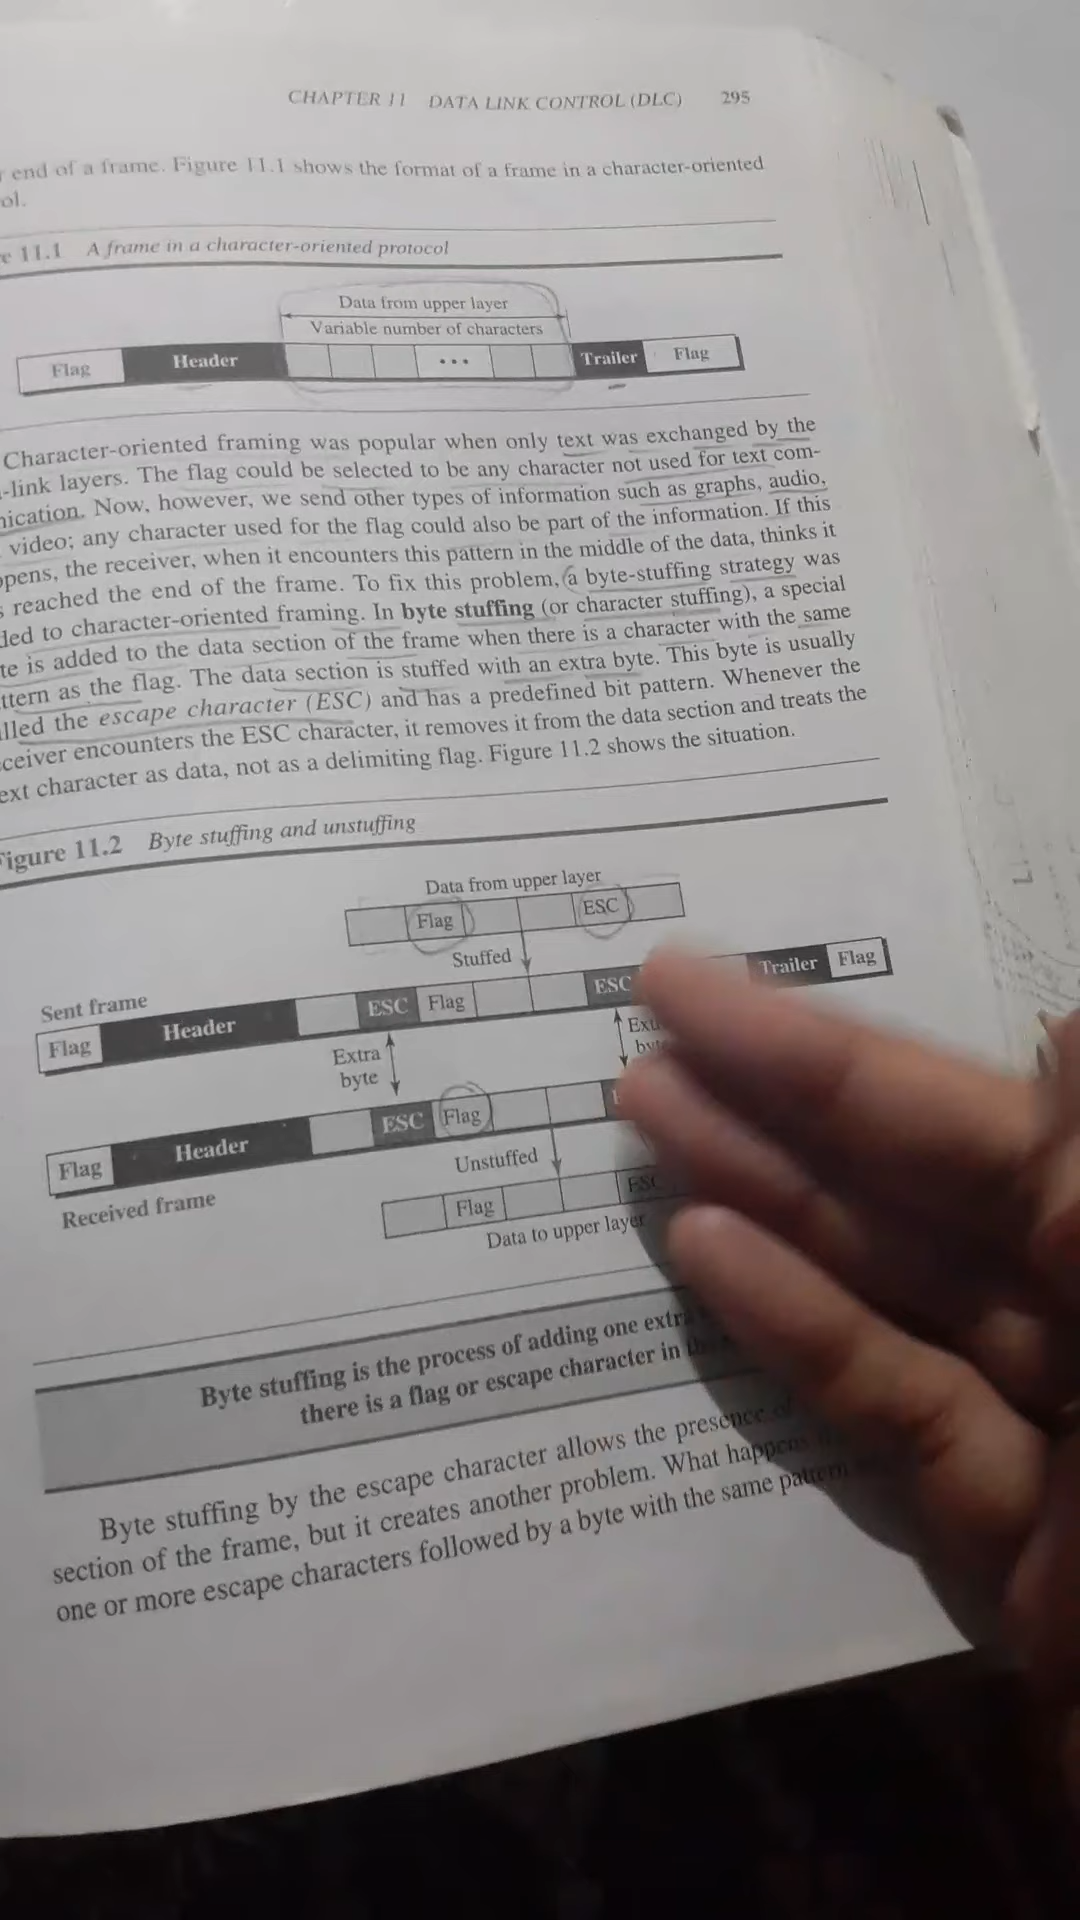 CHAPTER 11 DATA LINK CONTROL (DLC) 295
end of a frame. Figure 11.1 shows the format of a frame in a character-oriented
ol.
e 11.1 A frame in a character-oriented protocol
Data from upper layer
Variable number of characters
Flag Header ... Trailer Flag
Character-oriented framing was popular when only text was exchanged by the
-link layers. The flag could be selected to be any character not used for text com-
nication. Now, however, we send other types of information such as graphs, audio,
video; any character used for the flag could also be part of the information. If this
ppens, the receiver, when it encounters this pattern in the middle of the data, thinks it
s reached the end of the frame. To fix this problem, a byte-stuffing strategy was
ded to character-oriented framing. In byte stuffing (or character stuffing), a special
te is added to the data section of the frame when there is a character with the same
ttern as the flag. The data section is stuffed with an extra byte. This byte is usually
lled the escape character (ESC) and has a predefined bit pattern. Whenever the
ceiver encounters the ESC character, it removes it from the data section and treats the
ext character as data, not as a delimiting flag. Figure 11.2 shows the situation.
Figure 11.2 Byte stuffing and unstuffing
Data from upper layer
Flag ESC
Stuffed
Sent frame
Flag Header ESC Flag ESC Trailer Flag
Extra
byte
Flag Header ESC Flag
Received frame
Unstuffed
Flag ESC
Data to upper layer
Byte stuffing is the process of adding one extra
there is a flag or escape character in
Byte stuffing by the escape character allows the presence of
section of the frame, but it creates another problem. What happens
one or more escape characters followed by a byte with the same pattern